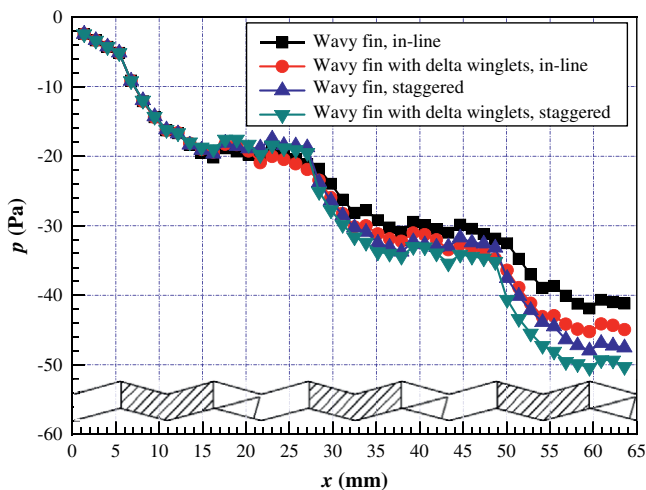 0
-10
-20
-30
-40
-50
-60
p (Pa)
Wavy fin, in-line
Wavy fin with delta winglets, in-line
Wavy fin, staggered
Wavy fin with delta winglets, staggered
0 5 10 15 20 25 30 35 40 45 50 55 60 65
x (mm)